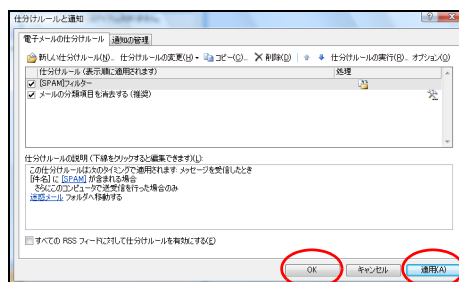 仕分けルールと通知
電子メールの仕分けルール 通知の管理
新しい仕分けルール(N)... 仕分けルールの変更(H) コピー(C)... 削除(D) 仕分けルールの実行(R)... オプション(O)
仕分けルール (表示順に適用されます) 処理
[SPAM]フィルター
メールの分類項目を消去する (推奨)
仕分けルールの説明 (下線をクリックすると編集できます)(L):
この仕分けルールは次のタイミングで適用されます: メッセージを受信したとき
[件名] に [SPAM] が含まれる場合
さらにこのコンピュータで送受信を行った場合のみ
迷惑メール フォルダへ移動する
すべての RSS フィードに対して仕分けルールを有効にする(E)
OK キャンセル 適用(A)